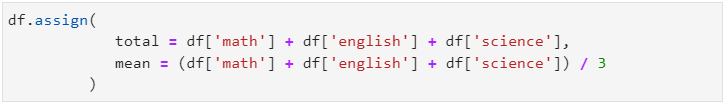 df.assign(
            total = df['math'] + df['english'] + df['science'],
            mean = (df['math'] + df['english'] + df['science']) / 3
         )